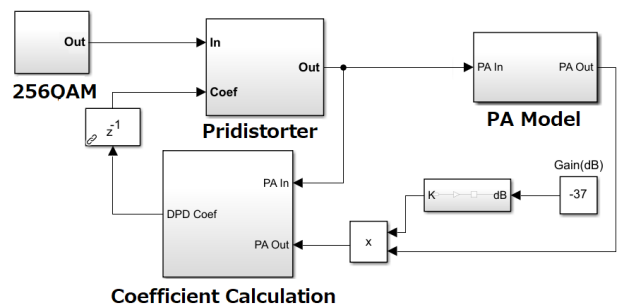 Out
256QAM
In
Coef
Out
Pridistorter
PA In
PA Out
PA Model
z-1
DPD Coef
PA In
PA Out
Coefficient Calculation
x
K
dB
Gain(dB)
-37